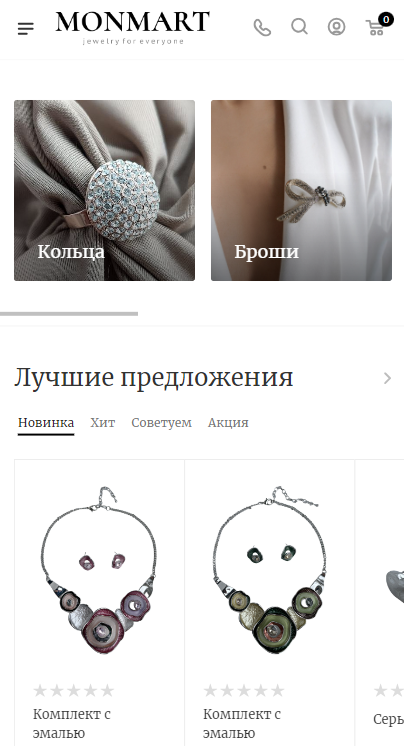 MONMART
jewelry for everyone
0
Кольца
Броши
Лучшие предложения
Новинка Хит Советуем Акция
Комплект с эмалью
Комплект с эмалью
Серь